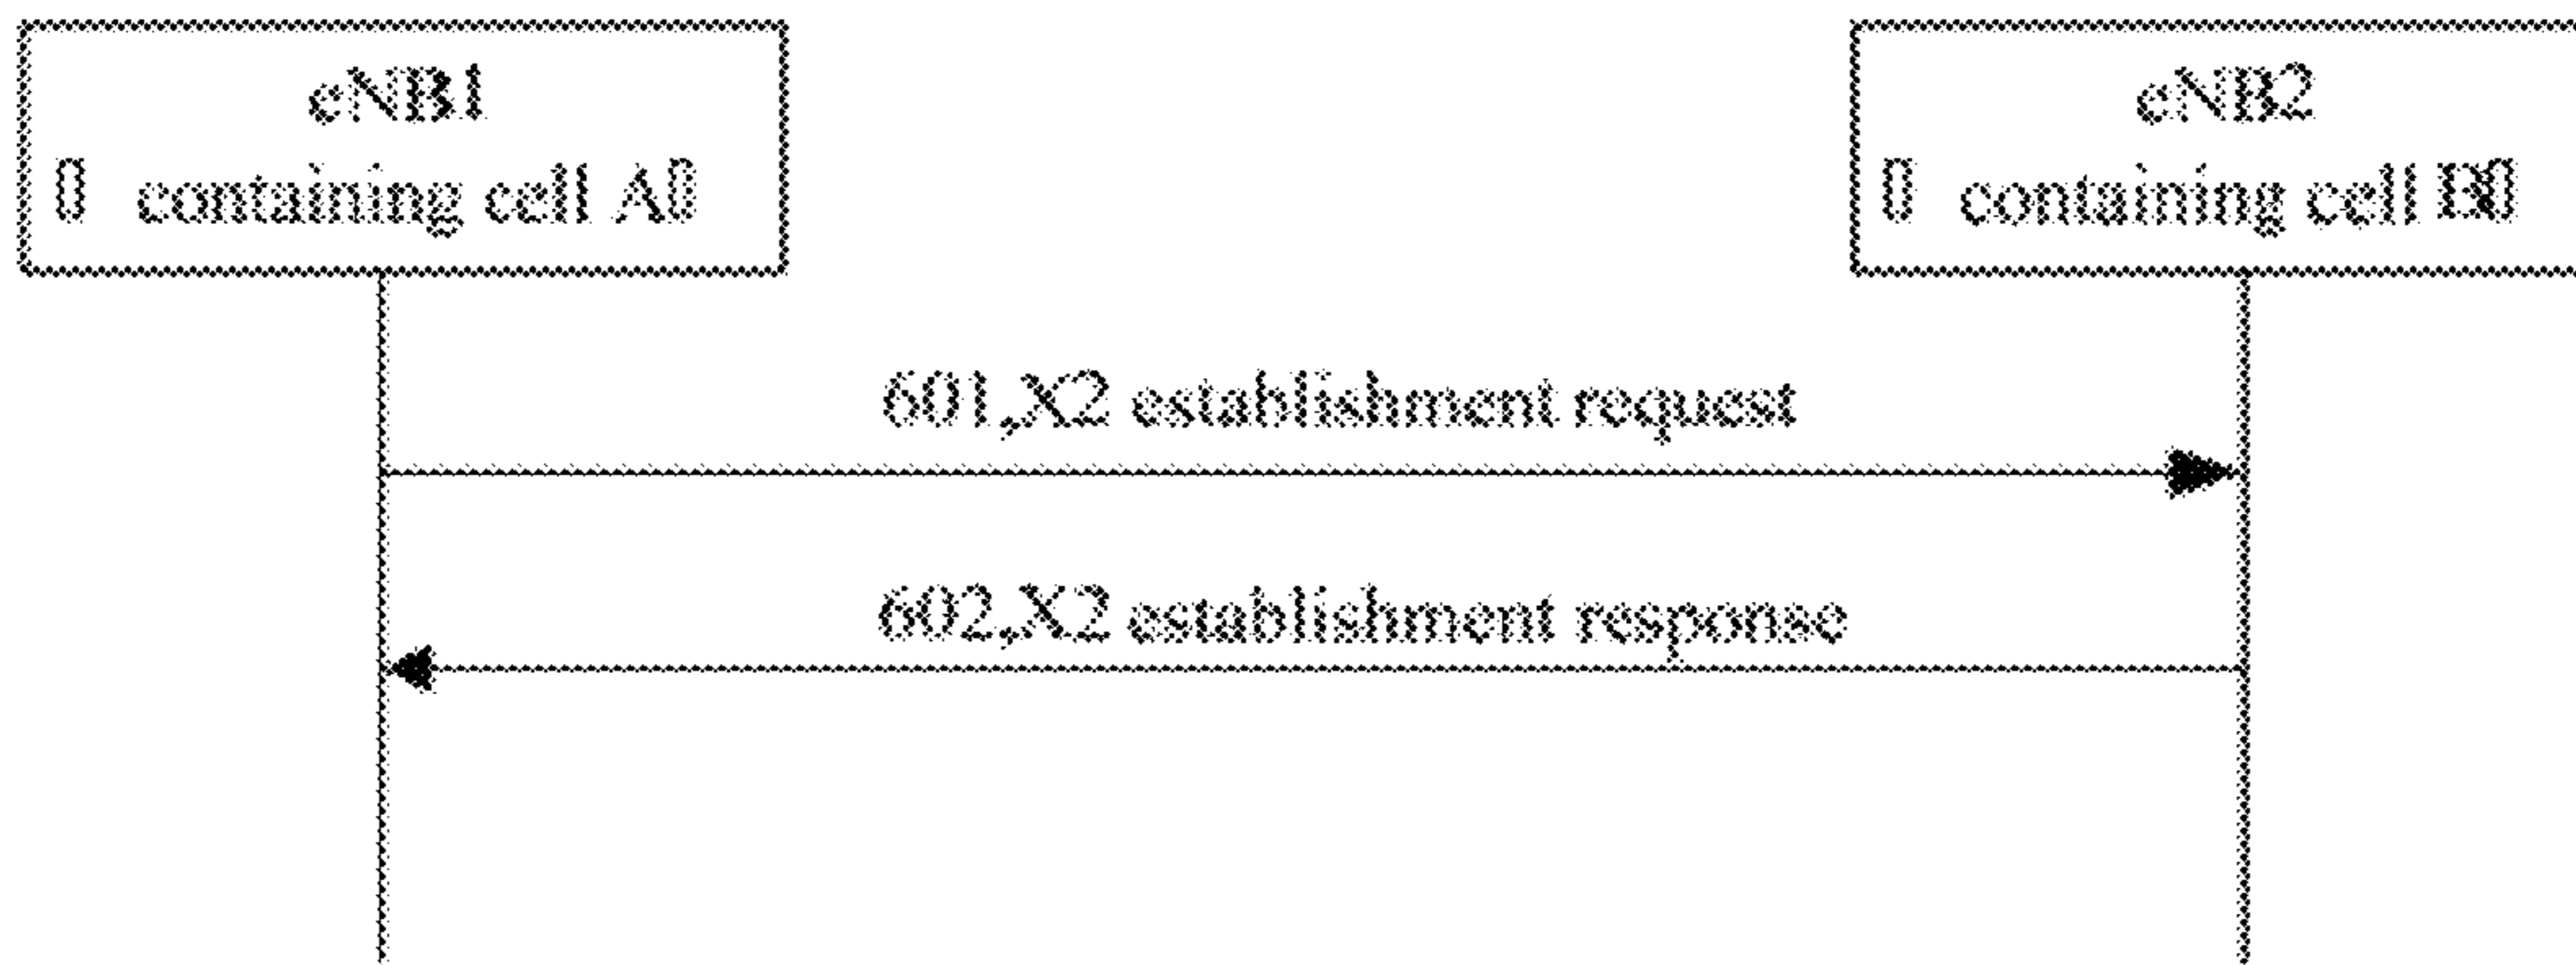 eNB1
▯ containing cell A▯
eNB2
▯ containing cell B▯
601,X2 establishment request
602,X2 establishment response